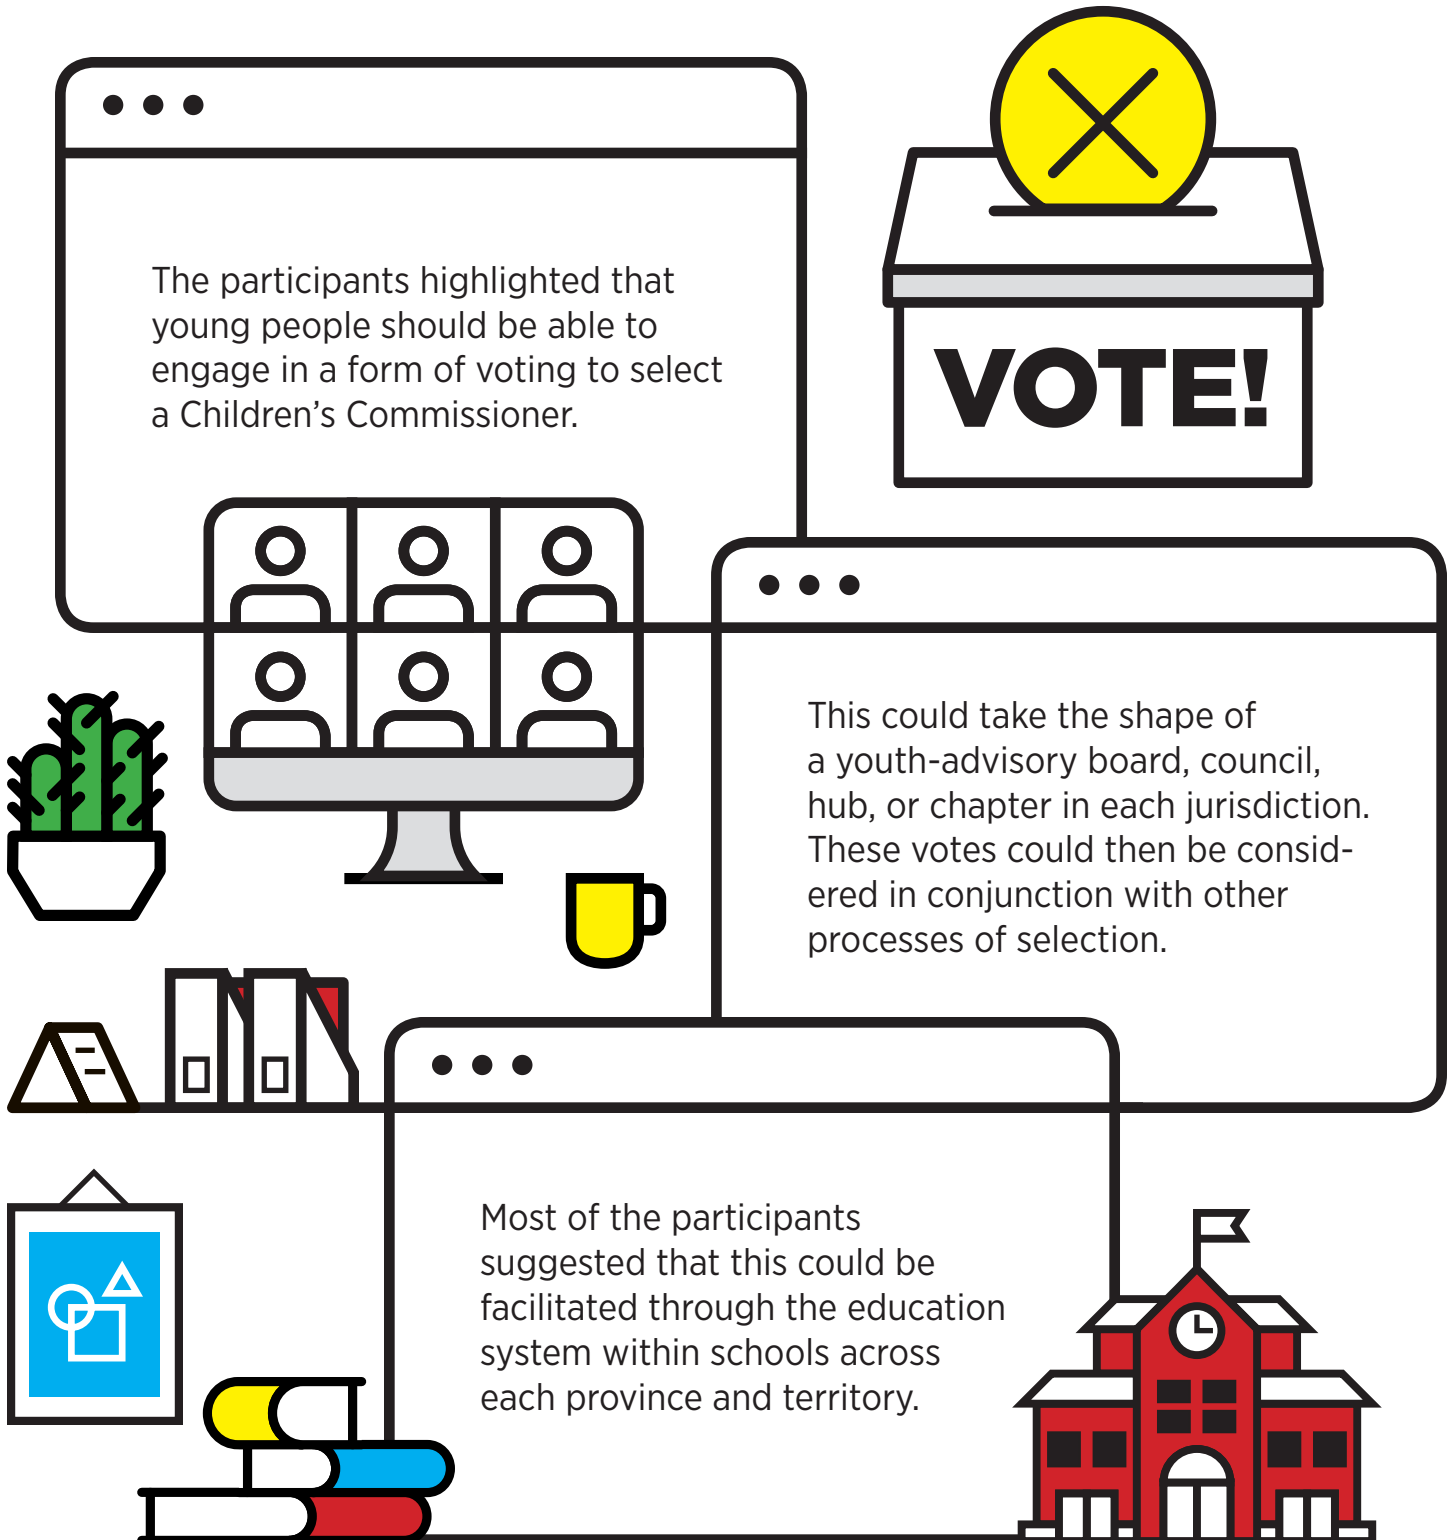 The participants highlighted that
young people should be able to
engage in a form of voting to select
a Children’s Commissioner.
VOTE!
This could take the shape of
a youth-advisory board, council,
hub, or chapter in each jurisdiction.
These votes could then be consid-
ered in conjunction with other
processes of selection.
Most of the participants
suggested that this could be
facilitated through the education
system within schools across
each province and territory.